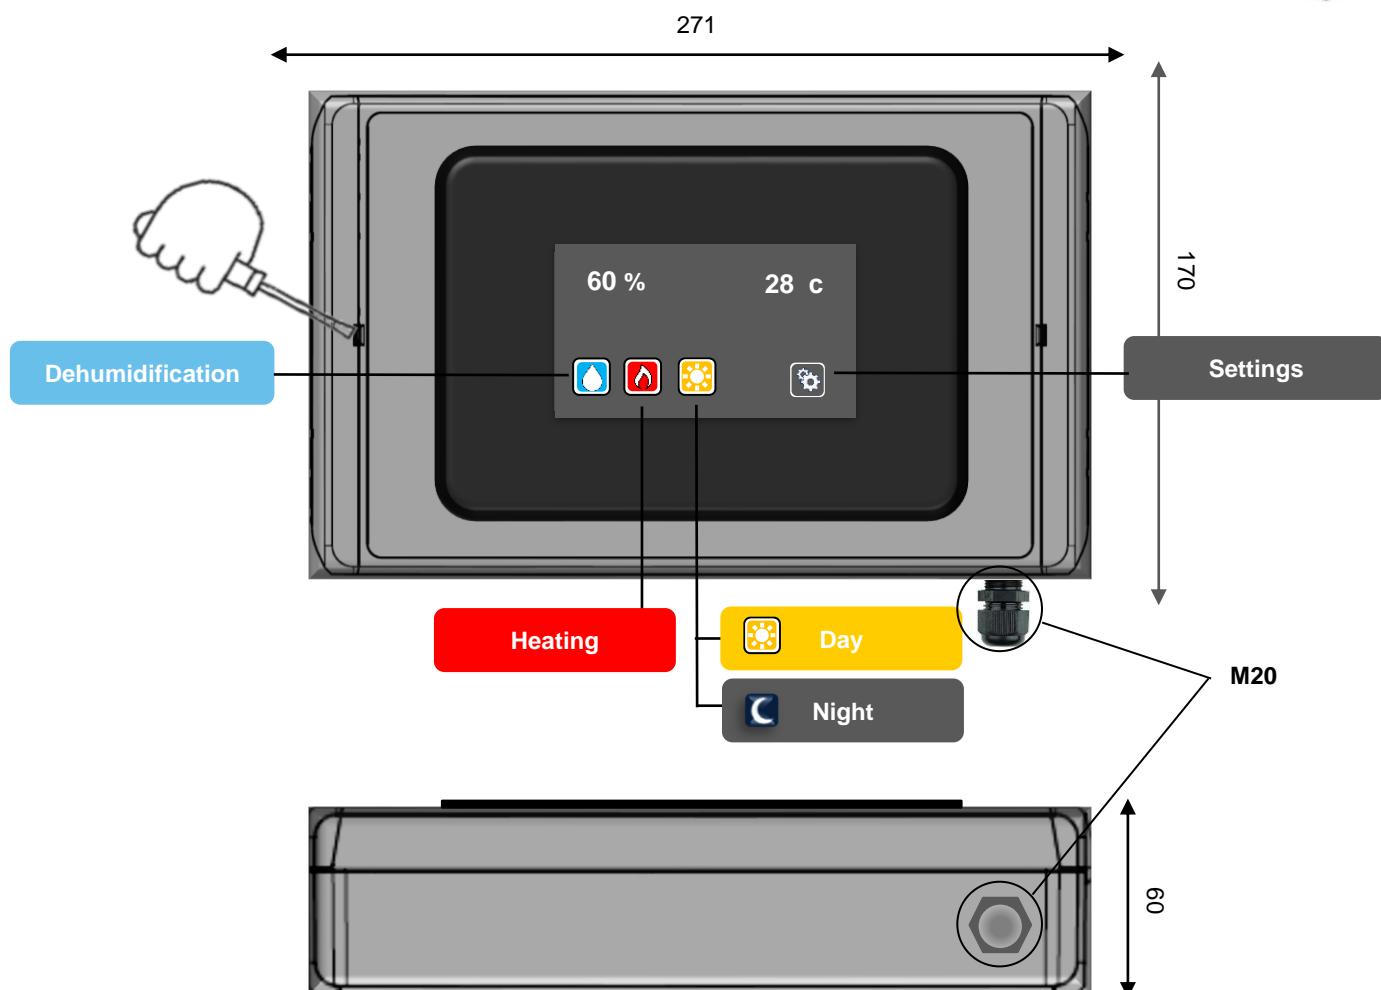 271
170
60 %
28 c
Dehumidification
Settings
Heating
Day
Night
M20
60